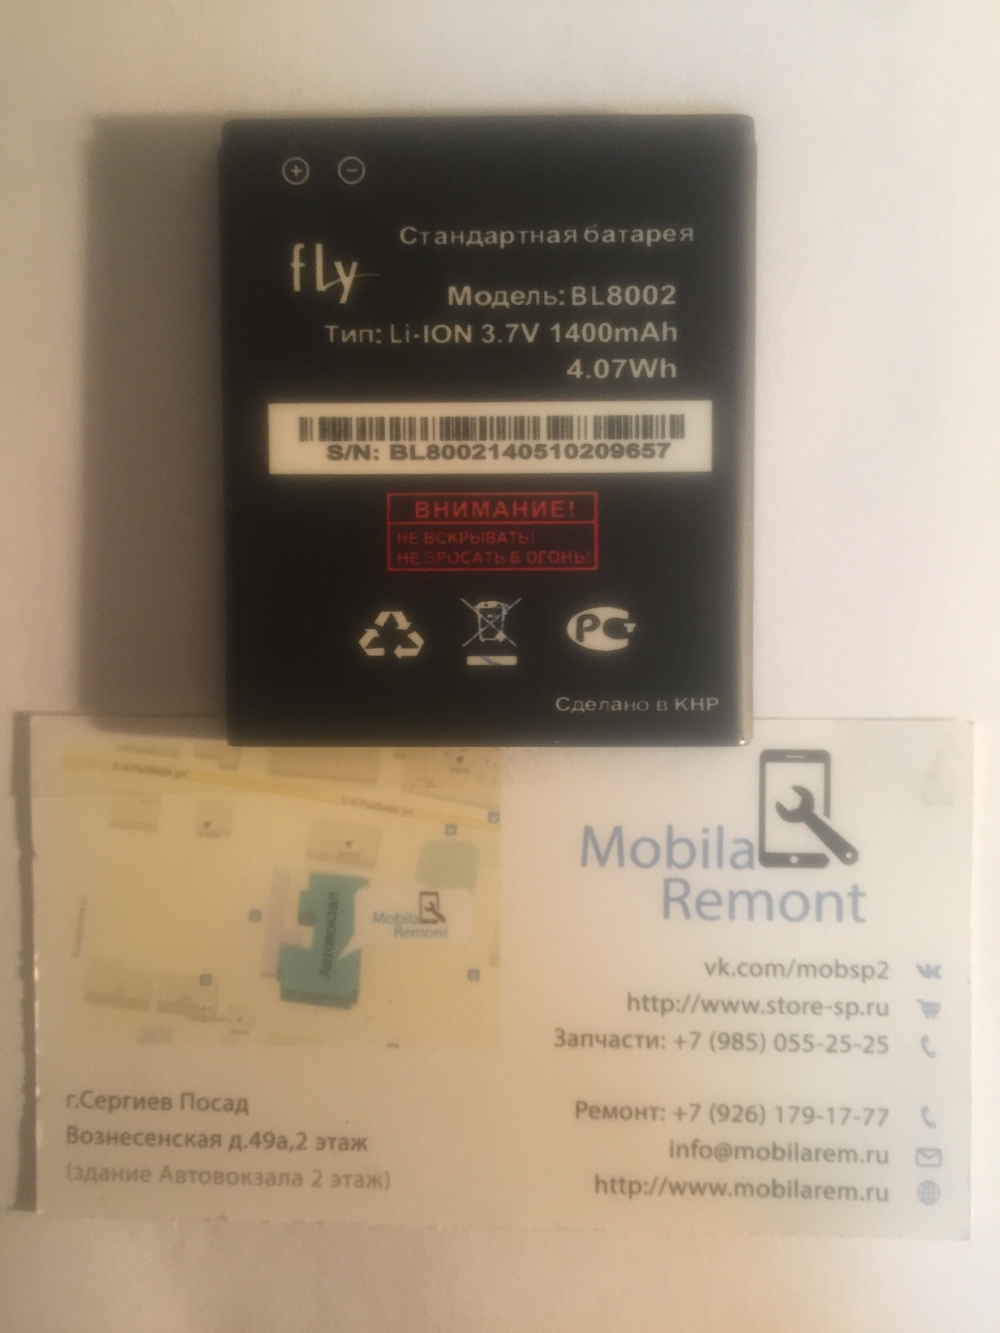 fly
Стандартная батарея
Модель: BL8002
Тип: Li-ION 3.7V 1400mAh
4.07Wh
S/N: BL8002140510209657
ВНИМАНИЕ!
НЕ ВСКРЫВАТЬ!
НЕ БРОСАТЬ В ОГОНЬ!
РСТ
Сделано в КНР
Автовокзал
Mobila
Remont
Mobila
Remont
vk.com/mobsp2
http://www.store-sp.ru
Запчасти: +7 (985) 055-25-25
г.Сергиев Посад
Вознесенская д.49а,2 этаж
(здание Автовокзала 2 этаж)
Ремонт: +7 (926) 179-17-77
info@mobilarem.ru
http://www.mobilarem.ru